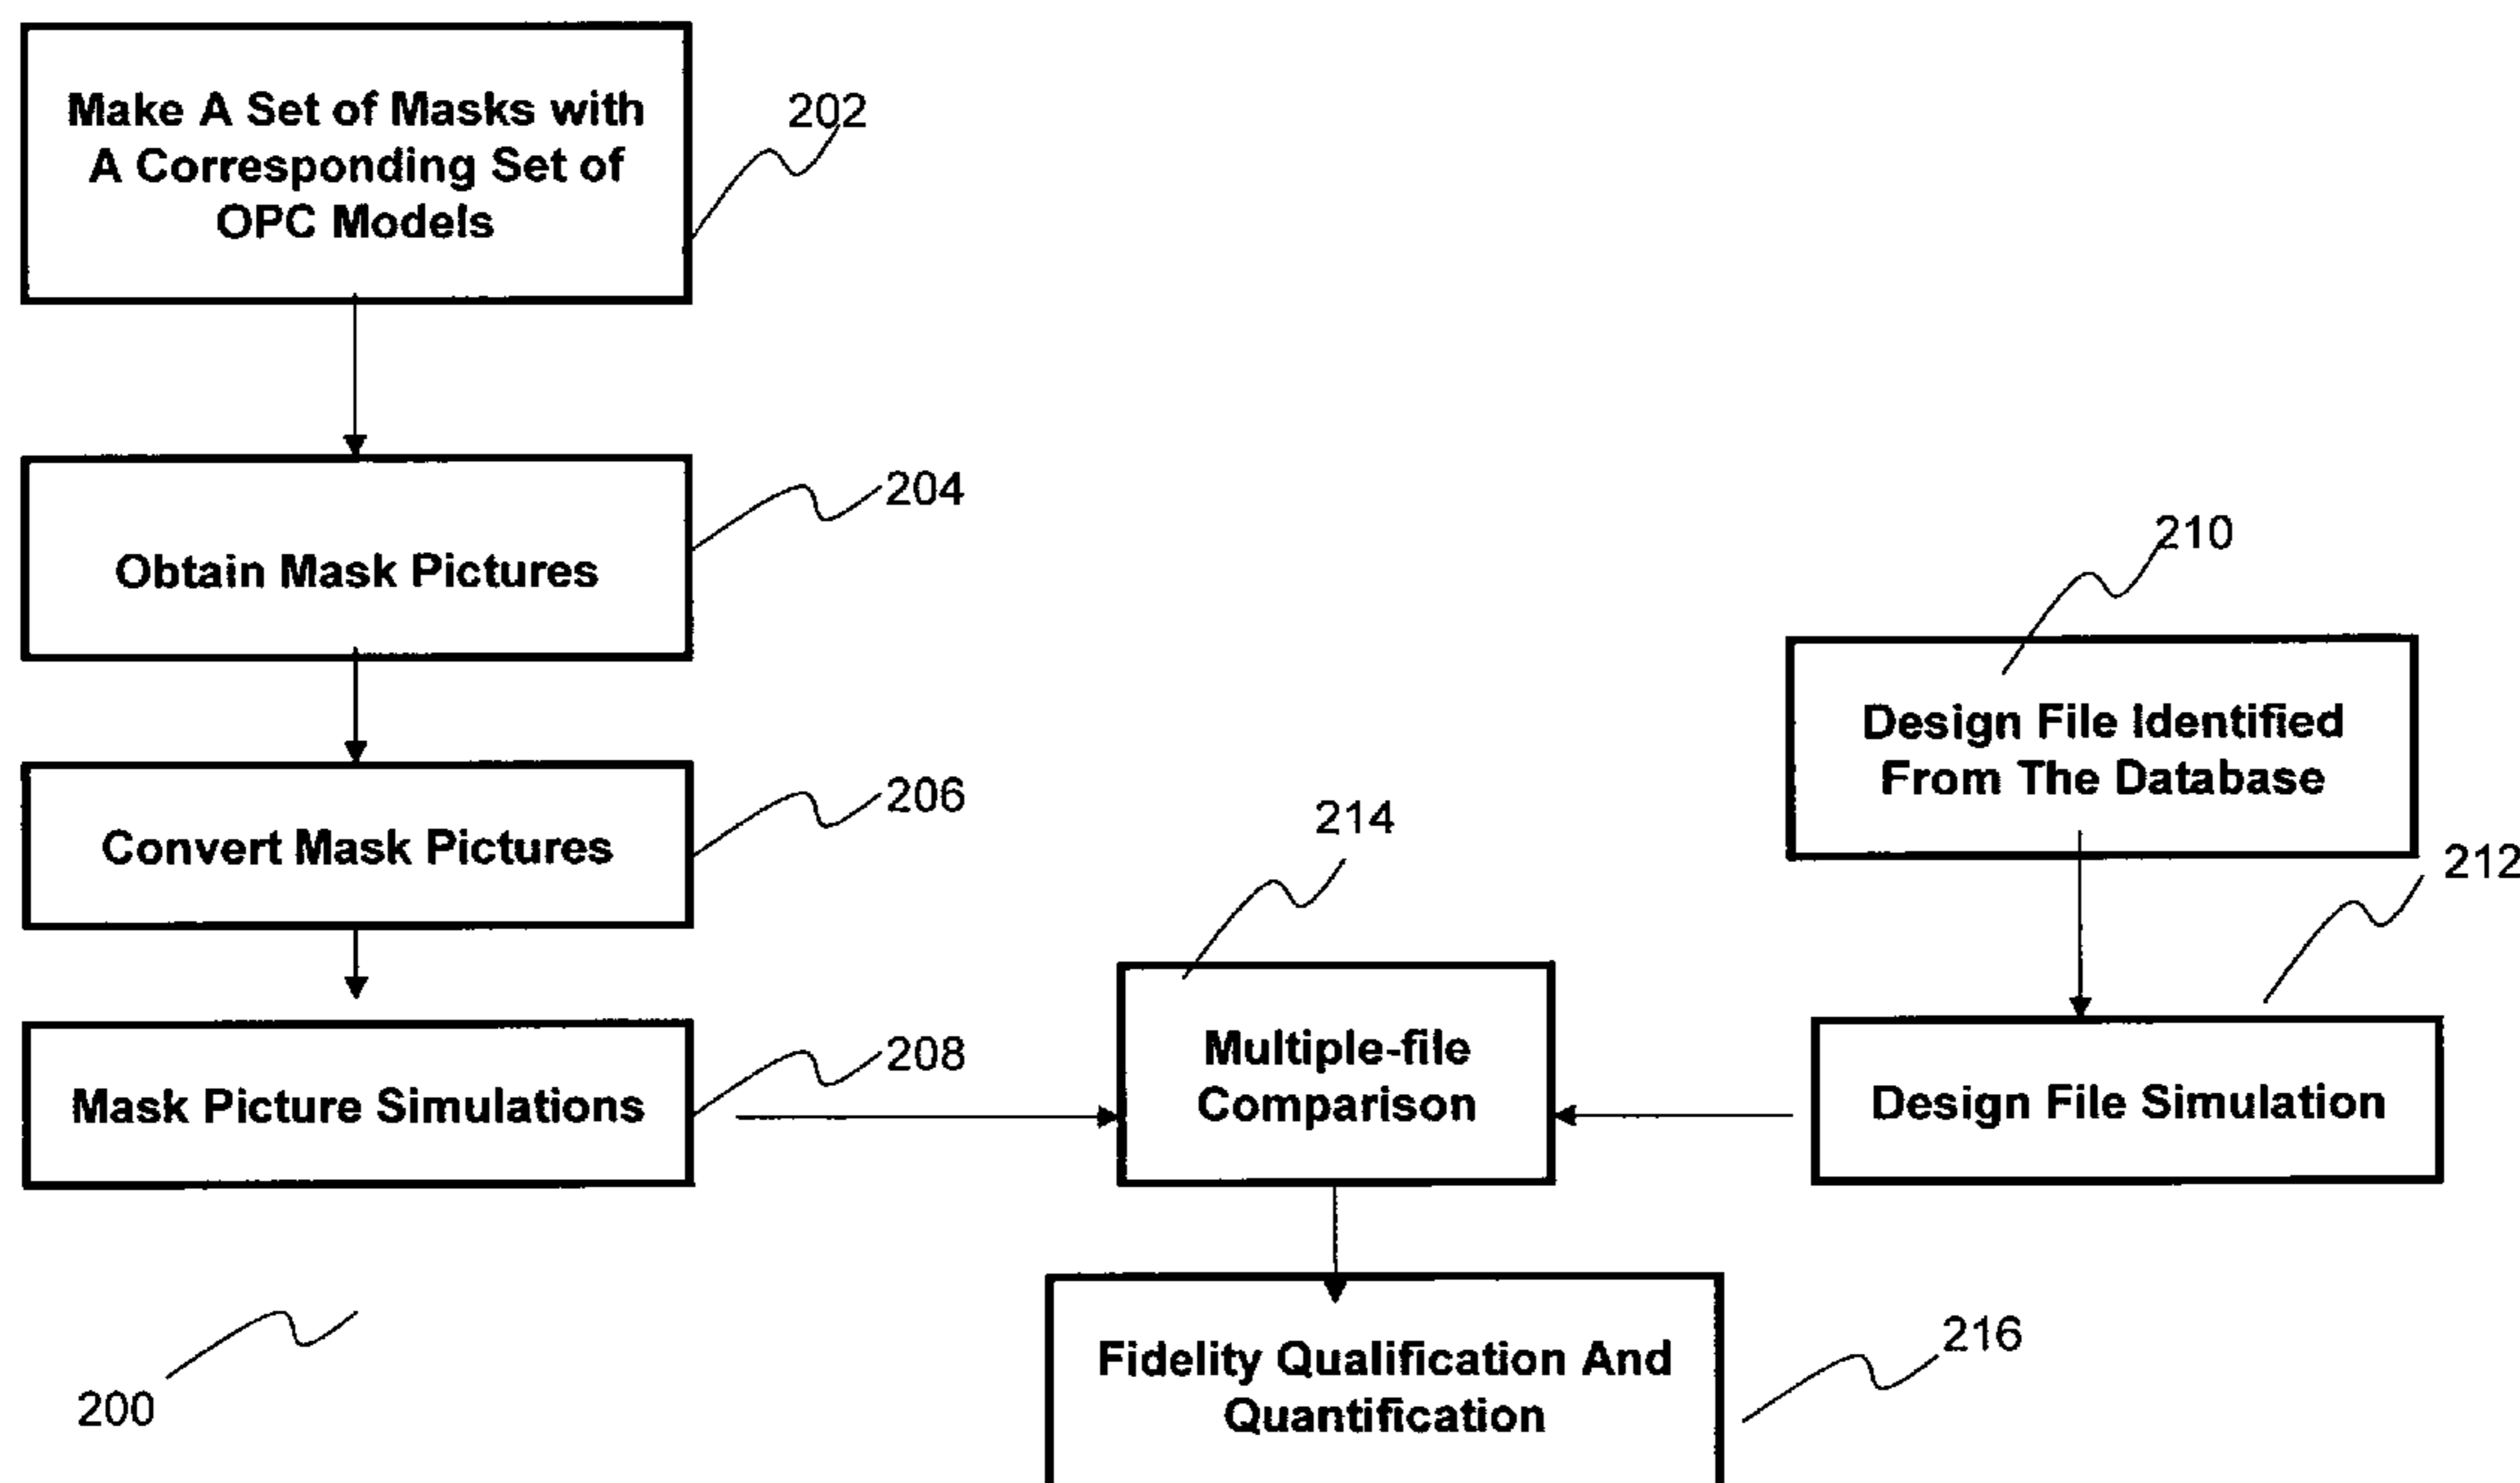 Make A Set of Masks with
A Corresponding Set of
OPC Models
202
Obtain Mask Pictures
204
Convert Mask Pictures
206
Mask Picture Simulations
208
200
210
Design File Identified
From The Database
212
Design File Simulation
214
Multiple-file
Comparison
Fidelity Qualification And
Quantification
216